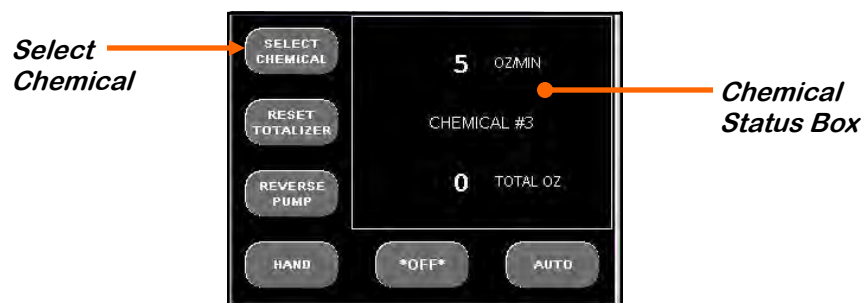 Select
Chemical
SELECT
CHEMICAL
5 OZ/MIN
Chemical
Status Box
RESET
TOTALIZER
CHEMICAL #3
REVERSE
PUMP
0 TOTAL OZ
HAND
*OFF*
AUTO